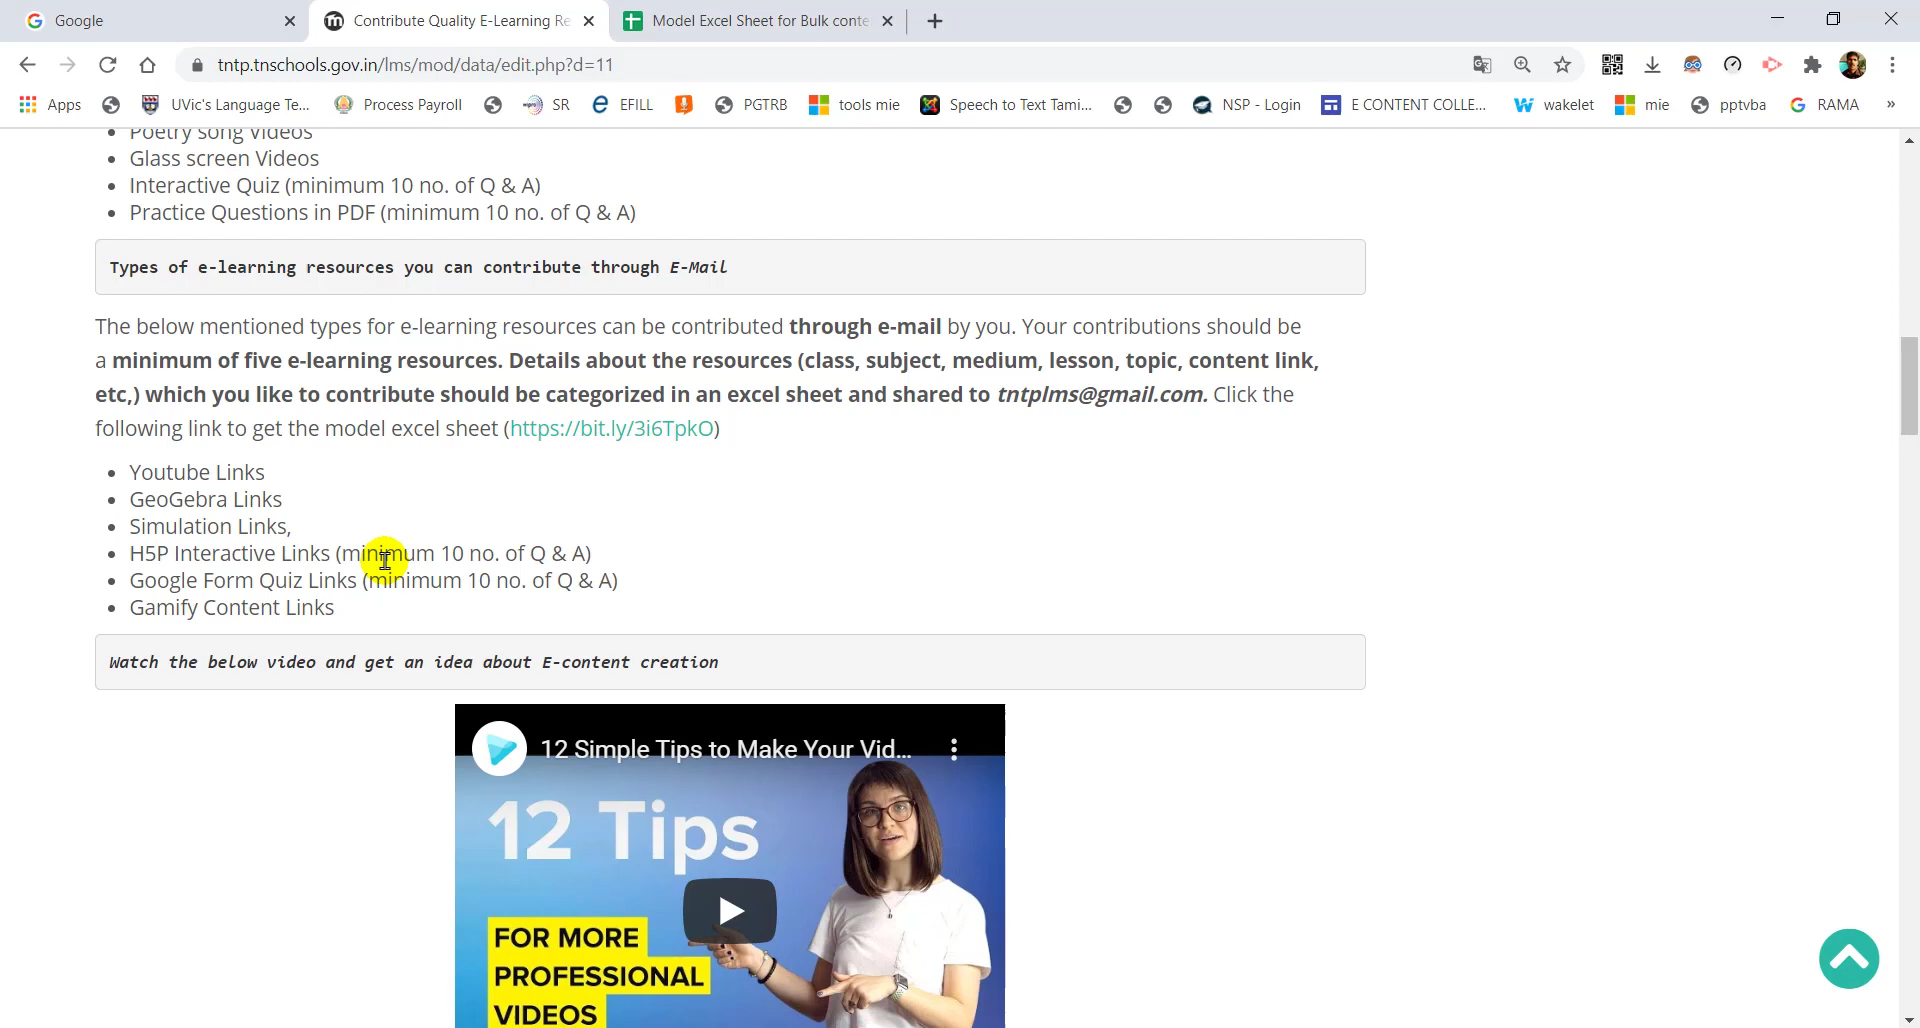 Google
Contribute Quality E-Learning Re
Model Excel Sheet for Bulk conte
tntp.tnschools.gov.in/lms/mod/data/edit.php?d=11
Apps UVic's Language Te... Process Payroll SR EFILL PGTRB tools mie Speech to Text Tami... NSP - Login E CONTENT COLLE... wakelet mie pptvba RAMA »
Poetry song Videos
Glass screen Videos
Interactive Quiz (minimum 10 no. of Q & A)
Practice Questions in PDF (minimum 10 no. of Q & A)
Types of e-learning resources you can contribute through E-Mail
The below mentioned types for e-learning resources can be contributed through e-mail by you. Your contributions should be
a minimum of five e-learning resources. Details about the resources (class, subject, medium, lesson, topic, content link,
etc,) which you like to contribute should be categorized in an excel sheet and shared to tntplms@gmail.com. Click the
following link to get the model excel sheet (https://bit.ly/3i6TpkO)
Youtube Links
GeoGebra Links
Simulation Links,
H5P Interactive Links (minimum 10 no. of Q & A)
Google Form Quiz Links (minimum 10 no. of Q & A)
Gamify Content Links
Watch the below video and get an idea about E-content creation
12 Simple Tips to Make Your Vid...
12 Tips
FOR MORE
PROFESSIONAL
VIDEOS